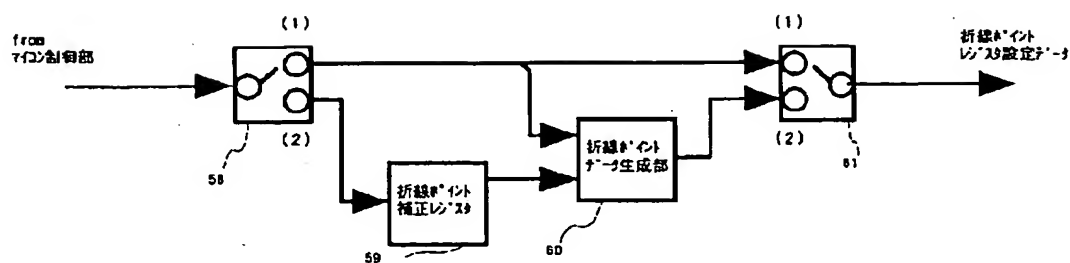 from
マイコン制御部
(1)
(2)
58
折線ポイント
補正レジスタ
59
折線ポイント
データ生成部
60
(1)
(2)
61
折線ポイント
レジスタ設定データ